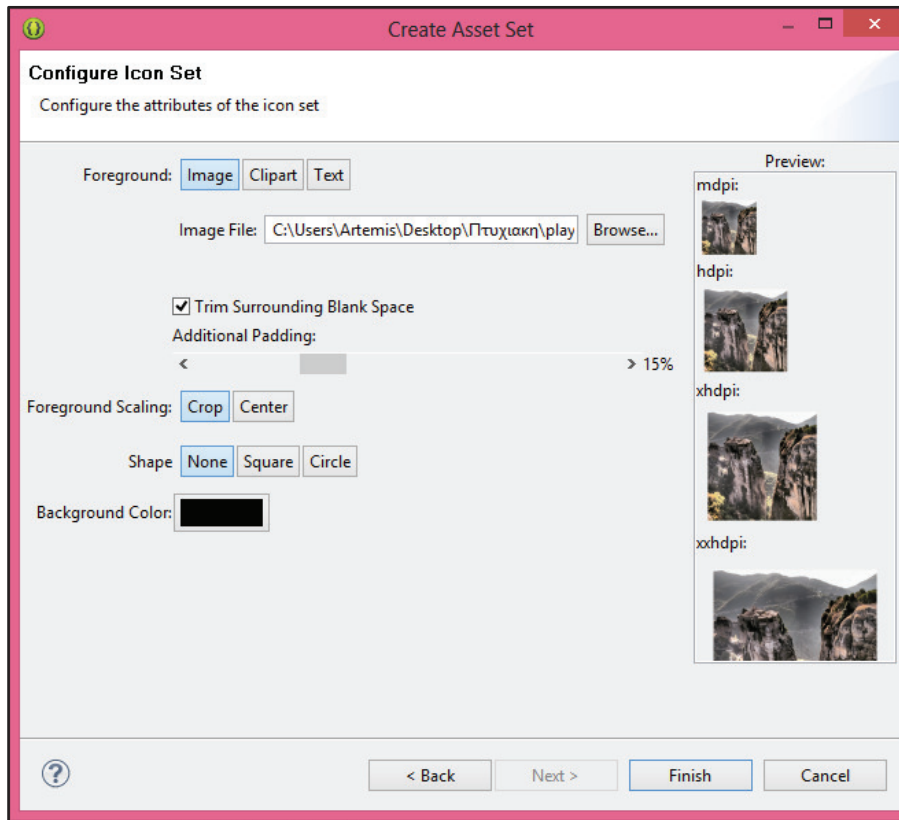 Create Asset Set
Configure Icon Set
Configure the attributes of the icon set
Foreground: Image Clipart Text
Image File: C:\Users\Artemis\Desktop\Πτυχιακη\play Browse...
Trim Surrounding Blank Space
Additional Padding:
15%
Foreground Scaling: Crop Center
Shape None Square Circle
Background Color:
Preview:
mdpi:
hdpi:
xhdpi:
xxhdpi:
? < Back Next > Finish Cancel